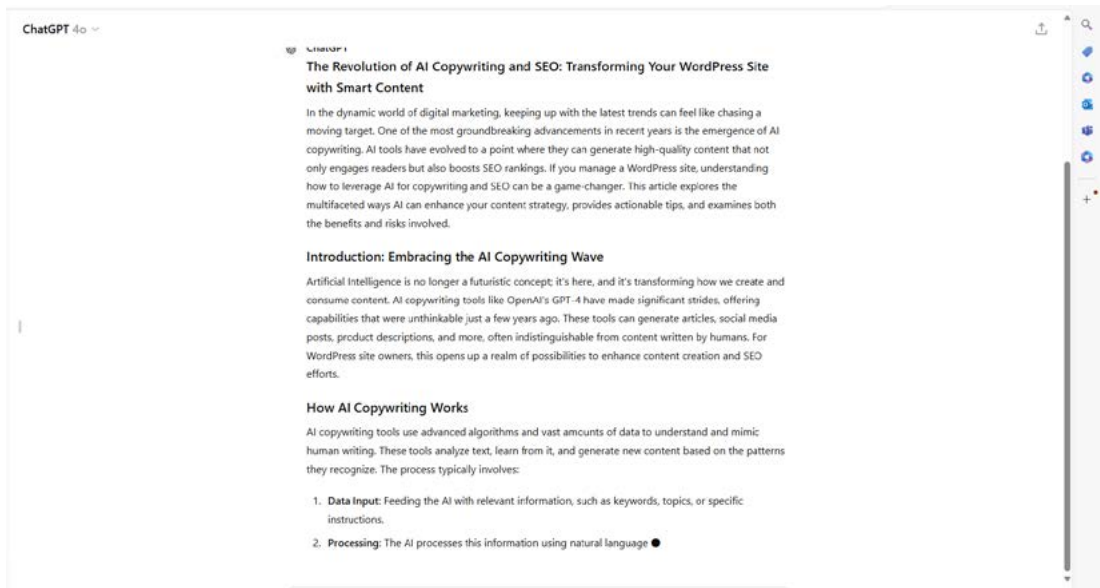 ChatGPT 4o
ChatGPT
The Revolution of AI Copywriting and SEO: Transforming Your WordPress Site
with Smart Content
In the dynamic world of digital marketing, keeping up with the latest trends can feel like chasing a
moving target. One of the most groundbreaking advancements in recent years is the emergence of AI
copywriting. AI tools have evolved to a point where they can generate high-quality content that not
only engages readers but also boosts SEO rankings. If you manage a WordPress site, understanding
how to leverage AI for copywriting and SEO can be a game-changer. This article explores the
multifaceted ways AI can enhance your content strategy, provides actionable tips, and examines both
the benefits and risks involved.
Introduction: Embracing the AI Copywriting Wave
Artificial Intelligence is no longer a futuristic concept; it's here, and it's transforming how we create and
consume content. AI copywriting tools like OpenAI's GPT-4 have made significant strides, offering
capabilities that were unthinkable just a few years ago. These tools can generate articles, social media
posts, product descriptions, and more, often indistinguishable from content written by humans. For
WordPress site owners, this opens up a realm of possibilities to enhance content creation and SEO
efforts.
How AI Copywriting Works
AI copywriting tools use advanced algorithms and vast amounts of data to understand and mimic
human writing. These tools analyze text, learn from it, and generate new content based on the patterns
they recognize. The process typically involves:
1. Data Input: Feeding the AI with relevant information, such as keywords, topics, or specific
instructions.
2. Processing: The AI processes this information using natural language